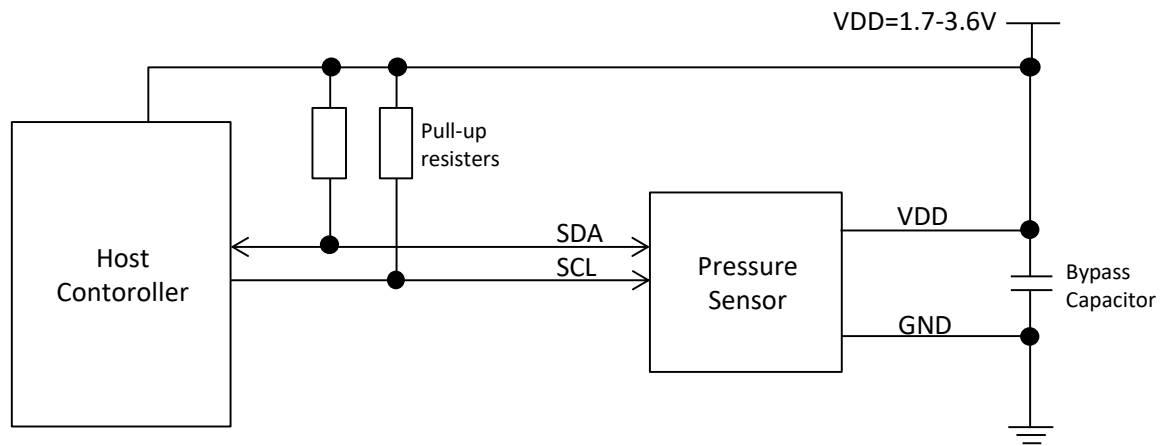 VDD=1.7-3.6V
Pull-up
resisters
Host
Contoroller
SDA
SCL
Pressure
Sensor
VDD
GND
Bypass
Capacitor